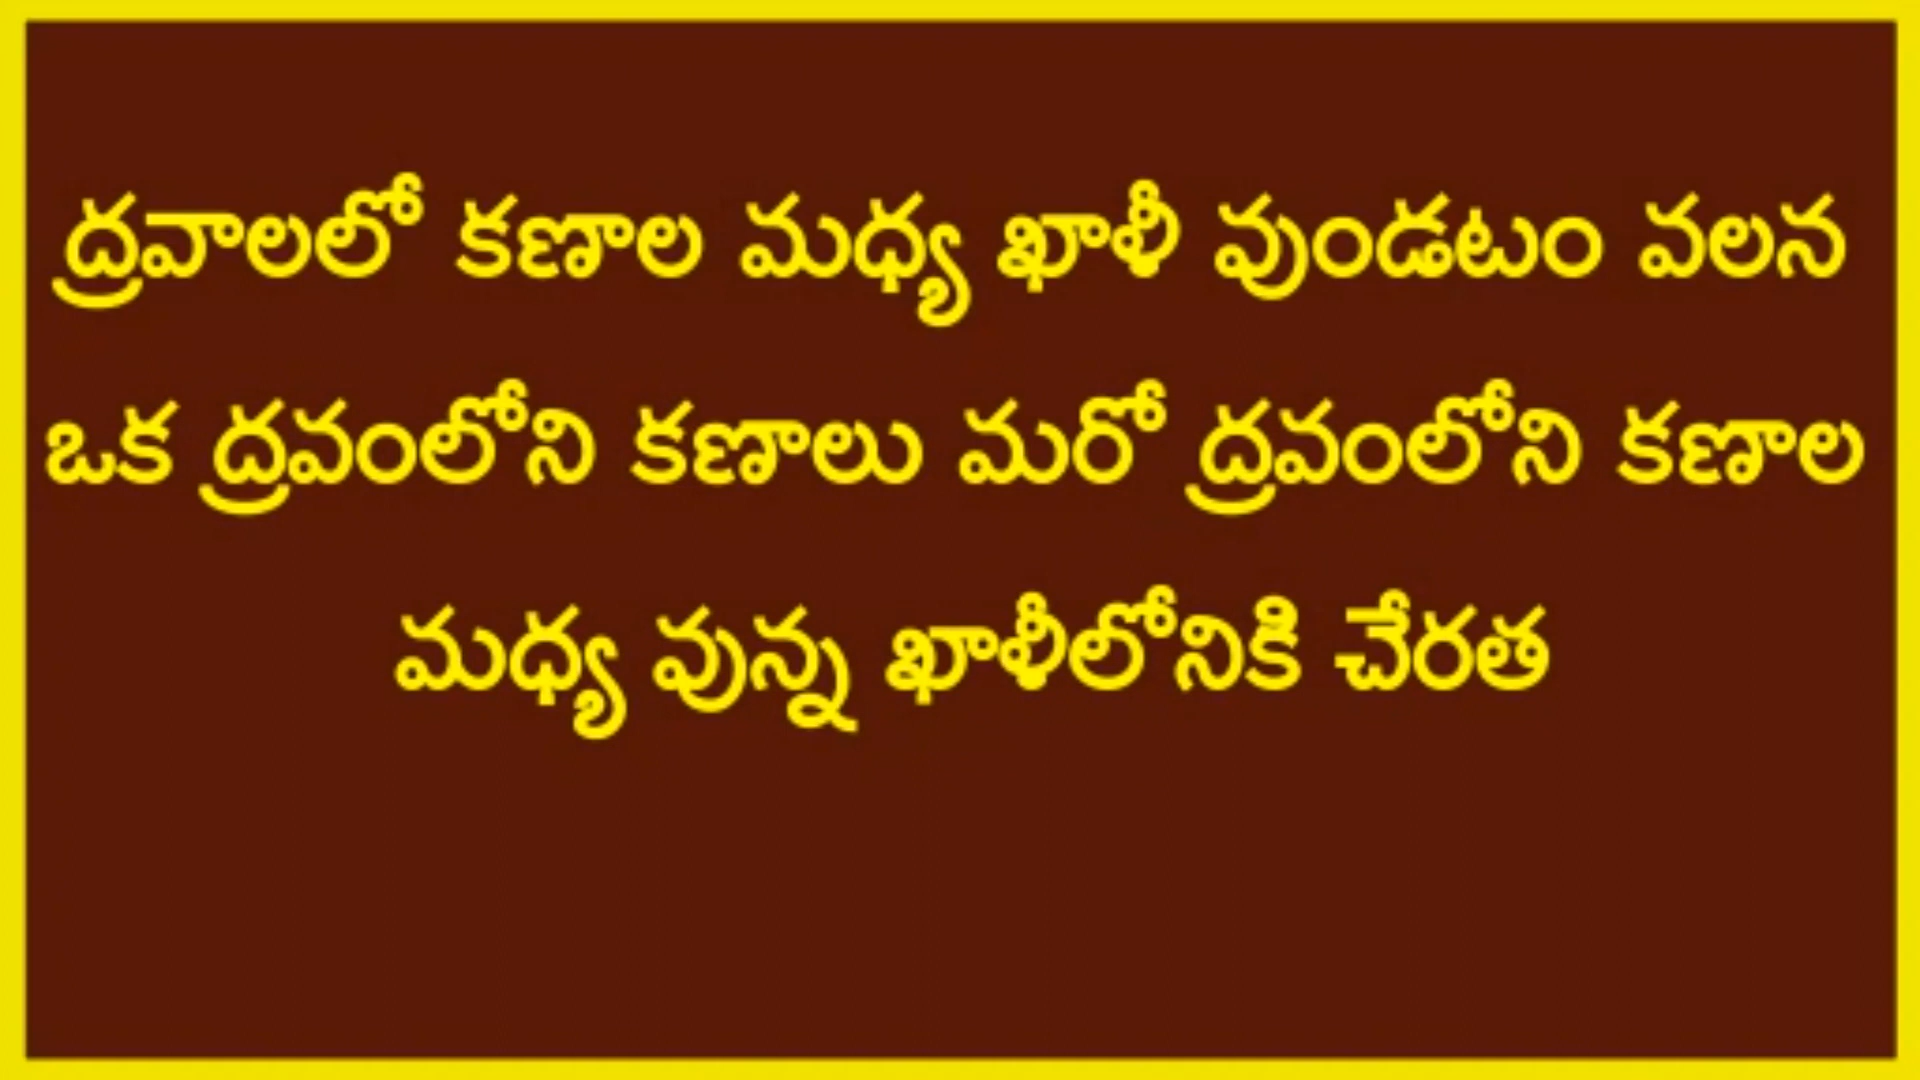 ద్రవాలలో కణాల మధ్య ఖాళీ వుండటం వలన
ఒక ద్రవంలోని కణాలు మరో ద్రవంలోని కణాల
మధ్య వున్న ఖాళీలోనికి చేరత